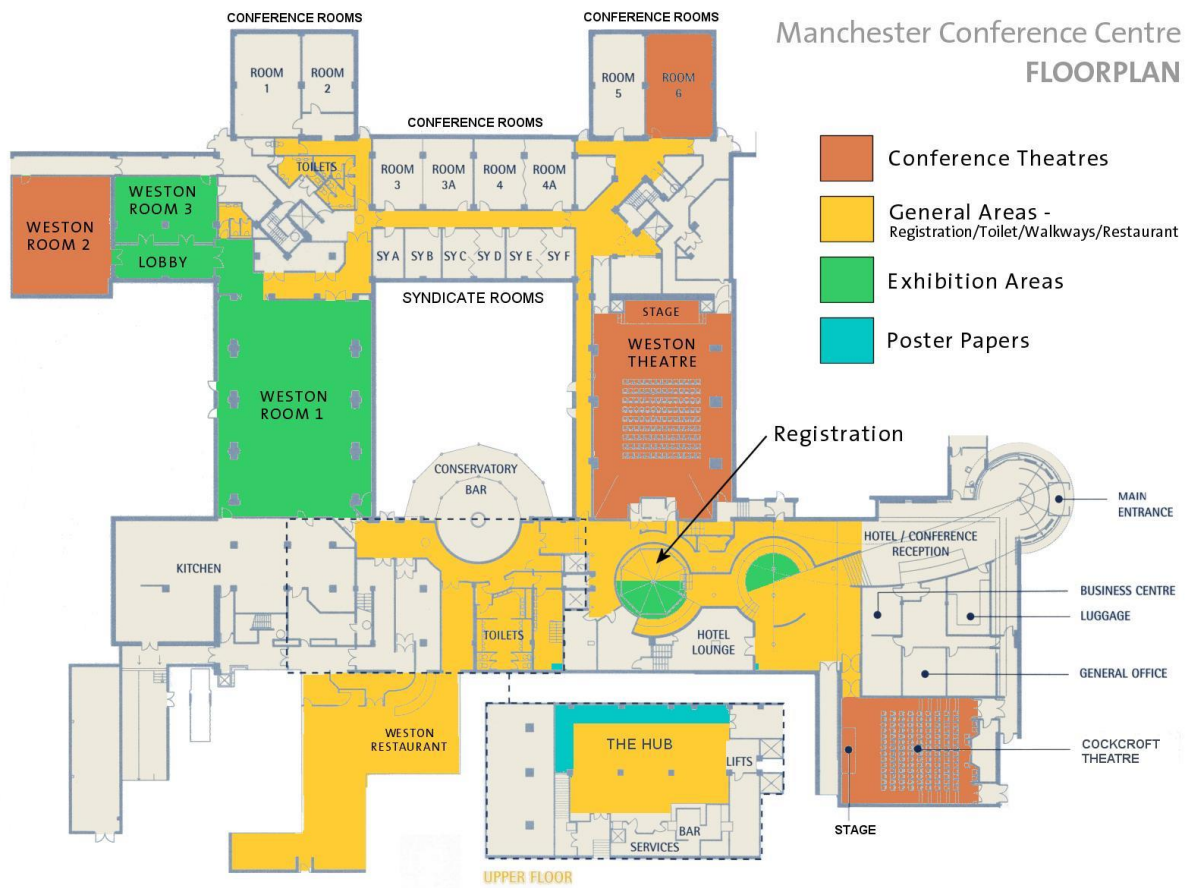 CONFERENCE ROOMS
CONFERENCE ROOMS
Manchester Conference Centre
FLOORPLAN
ROOM
1
ROOM
2
ROOM
5
ROOM
6
CONFERENCE ROOMS
Conference Theatres
General Areas -
Registration/Toilet/Walkways/Restaurant
Exhibition Areas
Poster Papers
TOILETS
ROOM
3
ROOM
3A
ROOM
4
ROOM
4A
WESTON
ROOM 3
WESTON
ROOM 2
LOBBY
SY A
SY B
SY C
SY D
SY E
SY F
SYNDICATE ROOMS
STAGE
WESTON
THEATRE
WESTON
ROOM 1
Registration
CONSERVATORY
BAR
MAIN
ENTRANCE
HOTEL / CONFERENCE
RECEPTION
KITCHEN
BUSINESS CENTRE
LUGGAGE
TOILETS
HOTEL
LOUNGE
GENERAL OFFICE
WESTON
RESTAURANT
THE HUB
LIFTS
COCKCROFT
THEATRE
BAR
SERVICES
STAGE
UPPER FLOOR